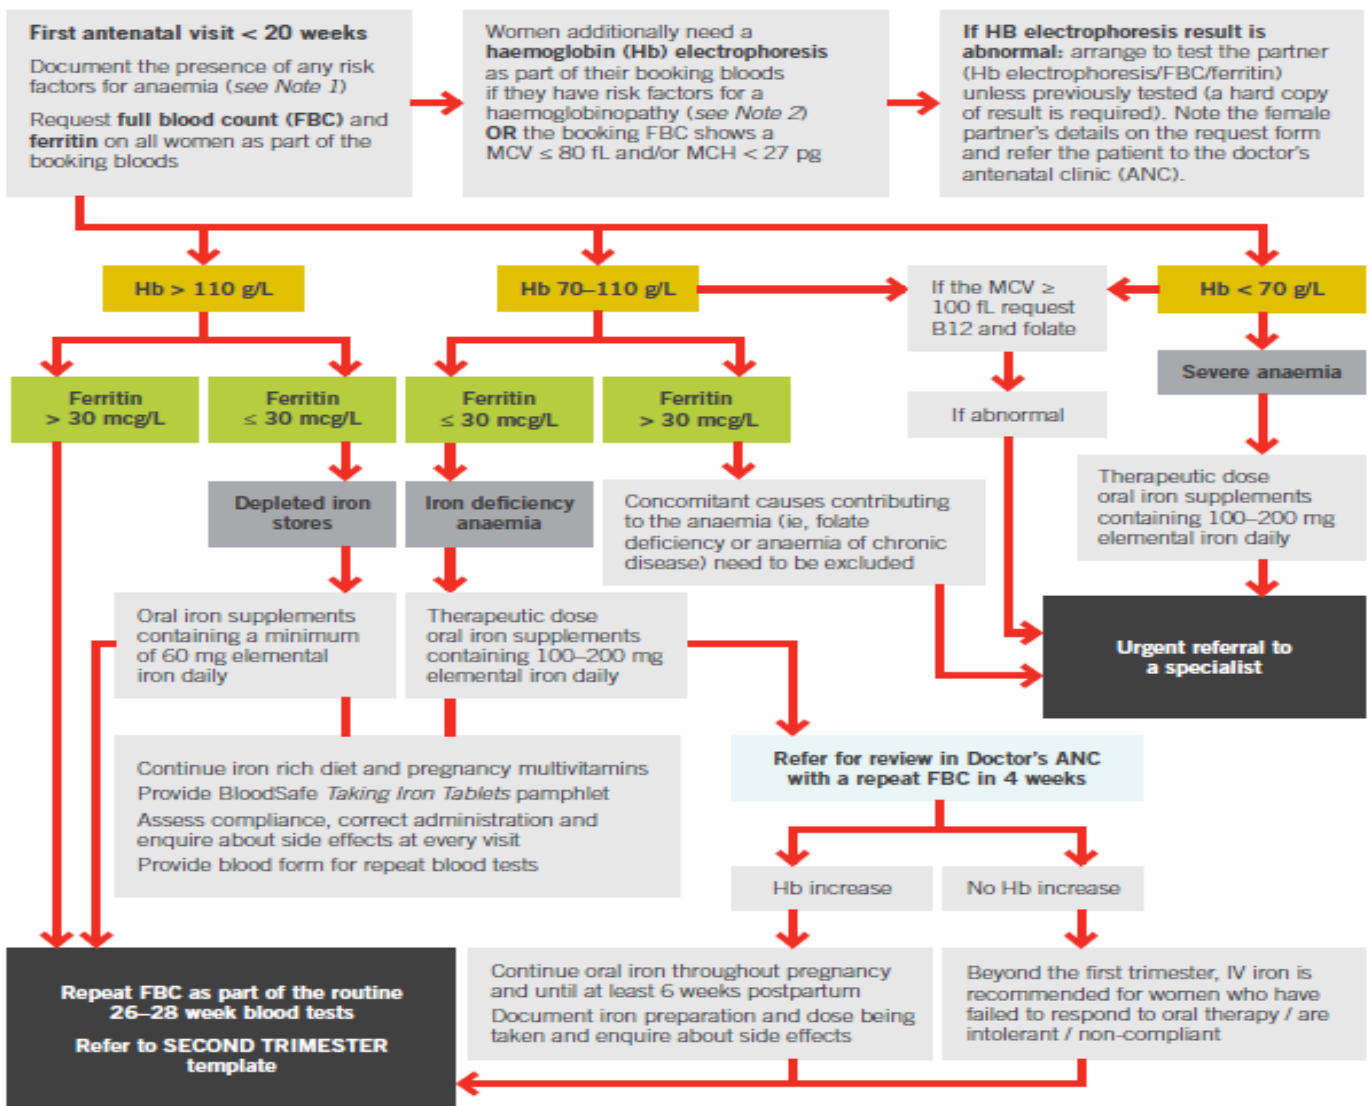 First antenatal visit < 20 weeks
Document the presence of any risk
factors for anaemia (see Note 1)
Request full blood count (FBC) and
ferritin on all women as part of the
booking bloods
Women additionally need a
haemoglobin (Hb) electrophoresis
as part of their booking bloods
if they have risk factors for a
haemoglobinopathy (see Note 2)
OR the booking FBC shows a
MCV ≤ 80 fL and/or MCH < 27 pg
If HB electrophoresis result is
abnormal: arrange to test the partner
(Hb electrophoresis/FBC/ferritin)
unless previously tested (a hard copy
of result is required). Note the female
partner's details on the request form
and refer the patient to the doctor's
antenatal clinic (ANC).
Hb > 110 g/L
Hb 70–110 g/L
If the MCV ≥
100 fL request
B12 and folate
Hb < 70 g/L
Ferritin
> 30 mcg/L
Ferritin
≤ 30 mcg/L
Ferritin
≤ 30 mcg/L
Ferritin
> 30 mcg/L
If abnormal
Severe anaemia
Depleted iron
stores
Iron deficiency
anaemia
Concomitant causes contributing
to the anaemia (ie, folate
deficiency or anaemia of chronic
disease) need to be excluded
Therapeutic dose
oral iron supplements
containing 100–200 mg
elemental iron daily
Oral iron supplements
containing a minimum
of 60 mg elemental
iron daily
Therapeutic dose
oral iron supplements
containing 100–200 mg
elemental iron daily
Urgent referral to
a specialist
Continue iron rich diet and pregnancy multivitamins
Provide BloodSafe Taking Iron Tablets pamphlet
Assess compliance, correct administration and
enquire about side effects at every visit
Provide blood form for repeat blood tests
Refer for review in Doctor's ANC
with a repeat FBC in 4 weeks
Hb increase
No Hb increase
Repeat FBC as part of the routine
26–28 week blood tests
Refer to SECOND TRIMESTER
template
Continue oral iron throughout pregnancy
and until at least 6 weeks postpartum
Document iron preparation and dose being
taken and enquire about side effects
Beyond the first trimester, IV iron is
recommended for women who have
failed to respond to oral therapy / are
intolerant / non-compliant